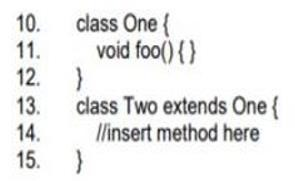 10. class One {
11. void foo() { }
12. }
13. class Two extends One {
14. //insert method here
15. }